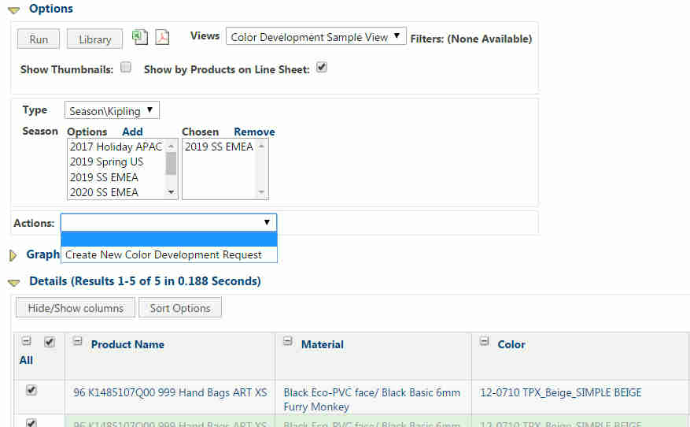 Options
Run Library Views Color Development Sample View Filters: (None Available)
Show Thumbnails: Show by Products on Line Sheet:
Type Season\Kipling
Season Options Add Chosen Remove
2017 Holiday APAC 2019 SS EMEA
2019 Spring US
2019 SS EMEA
2020 SS EMEA
Actions:
Create New Color Development Request
Graph
Details (Results 1-5 of 5 in 0.188 Seconds)
Hide/Show columns Sort Options
All Product Name Material Color
96 K1485107Q00 999 Hand Bags ART XS Black Eco-PVC face/ Black Basic 6mm 12-0710 TPX_Beige_SIMPLE BEIGE
Furry Monkey
96 K1485107Q00 999 Hand Bags ART XS Black Eco-PVC face/ Black Basic 6mm 12-0710 TPX_Beige_SIMPLE BEIGE